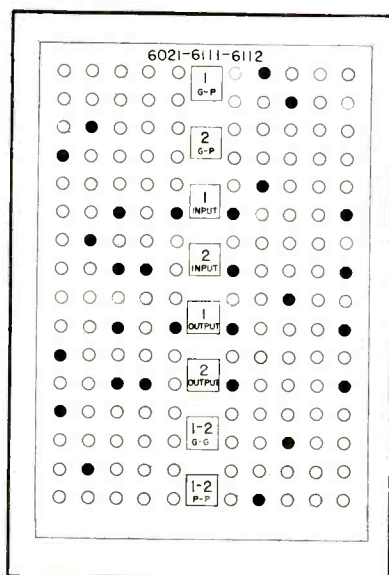 6021-6111-6112
1
G-P
2
G-P
1
INPUT
2
INPUT
1
OUTPUT
2
OUTPUT
1-2
G-G
1-2
P-P